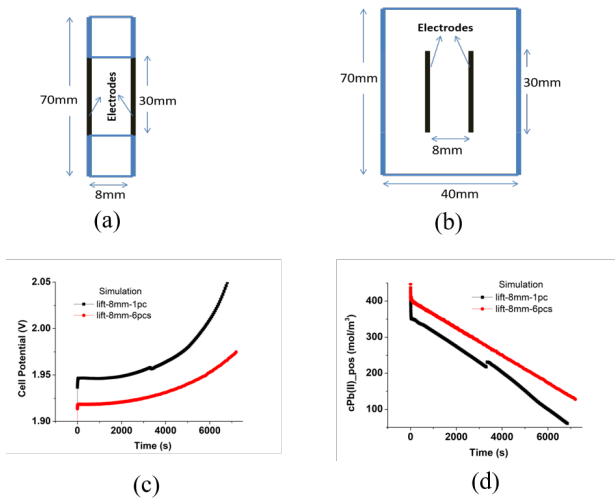 70mm
Electrodes
30mm
8mm
(a)
Electrodes
70mm
30mm
8mm
40mm
(b)
2.05
2.00
1.95
1.90
Cell Potential (V)
Simulation
lift-8mm-1pc
lift-8mm-6pcs
0
2000
4000
6000
Time (s)
(c)
400
300
200
100
cPb(II)_pos (mol/m³)
Simulation
lift-8mm-1pc
lift-8mm-6pcs
0
2000
4000
6000
Time (s)
(d)